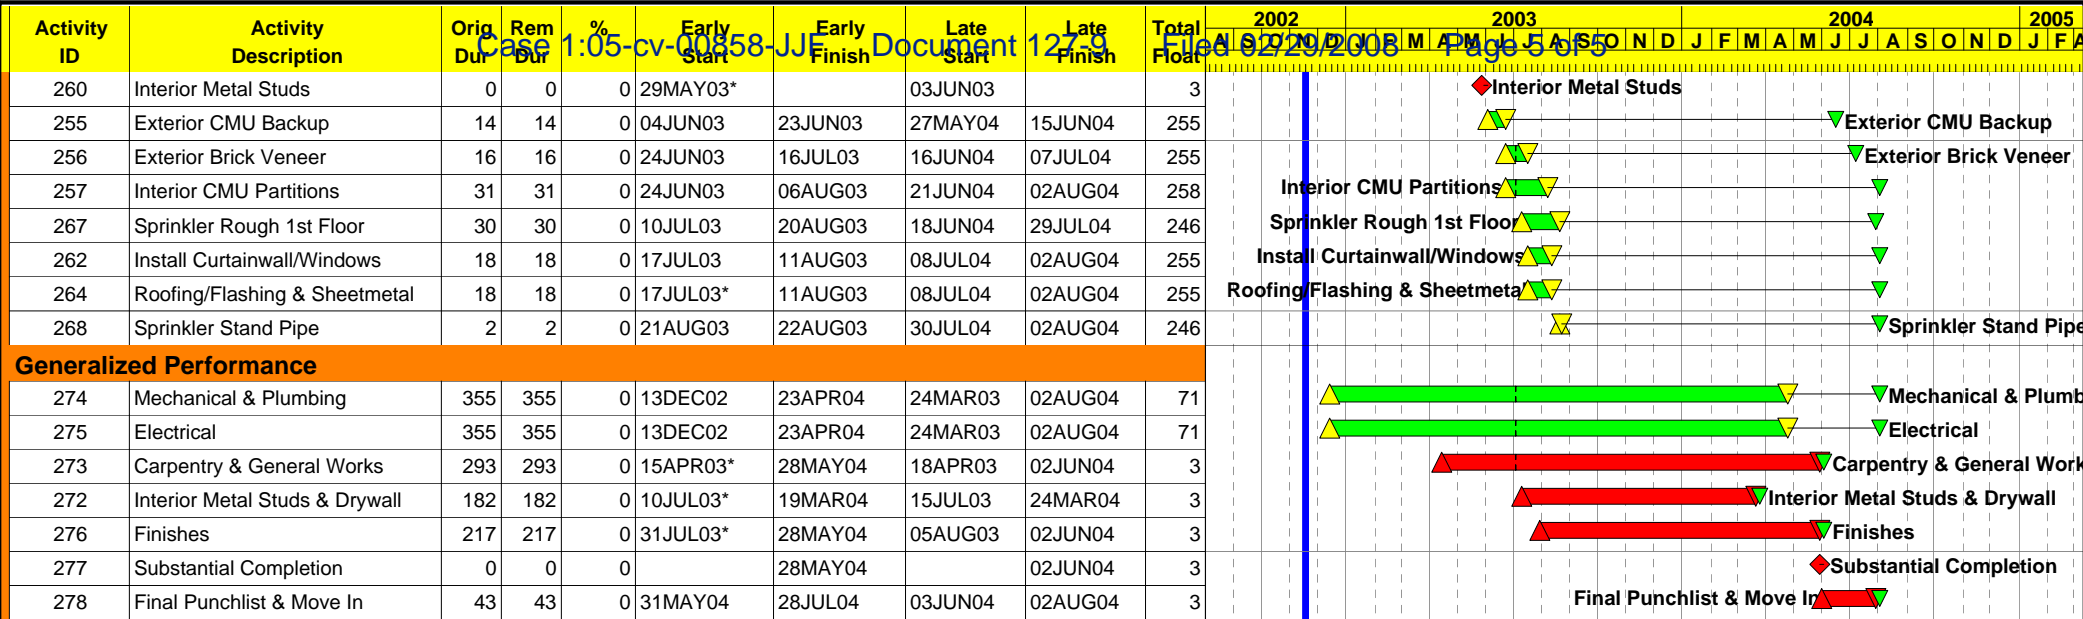 Case 1:05-cv-00858-JJF Document 127-9 Filed 02/29/2008 Page 5 of 5
Activity ID Activity Description Orig Dur Rem Dur % Early Start Early Finish Late Start Late Finish Total Float
2002 2003 2004 2005
A S O N D J F M A M J J A S O N D J F M A M J J A S O N D J F A
260 Interior Metal Studs 0 0 0 29MAY03* 03JUN03 3 Interior Metal Studs
255 Exterior CMU Backup 14 14 0 04JUN03 23JUN03 27MAY04 15JUN04 255 Exterior CMU Backup
256 Exterior Brick Veneer 16 16 0 24JUN03 16JUL03 16JUN04 07JUL04 255 Exterior Brick Veneer
257 Interior CMU Partitions 31 31 0 24JUN03 06AUG03 21JUN04 02AUG04 258 Interior CMU Partitions
267 Sprinkler Rough 1st Floor 30 30 0 10JUL03 20AUG03 18JUN04 29JUL04 246 Sprinkler Rough 1st Floor
262 Install Curtainwall/Windows 18 18 0 17JUL03 11AUG03 08JUL04 02AUG04 255 Install Curtainwall/Windows
264 Roofing/Flashing & Sheetmetal 18 18 0 17JUL03* 11AUG03 08JUL04 02AUG04 255 Roofing/Flashing & Sheetmetal
268 Sprinkler Stand Pipe 2 2 0 21AUG03 22AUG03 30JUL04 02AUG04 246 Sprinkler Stand Pipe
Generalized Performance
274 Mechanical & Plumbing 355 355 0 13DEC02 23APR04 24MAR03 02AUG04 71 Mechanical & Plumb
275 Electrical 355 355 0 13DEC02 23APR04 24MAR03 02AUG04 71 Electrical
273 Carpentry & General Works 293 293 0 15APR03* 28MAY04 18APR03 02JUN04 3 Carpentry & General Work
272 Interior Metal Studs & Drywall 182 182 0 10JUL03* 19MAR04 15JUL03 24MAR04 3 Interior Metal Studs & Drywall
276 Finishes 217 217 0 31JUL03* 28MAY04 05AUG03 02JUN04 3 Finishes
277 Substantial Completion 0 0 0 28MAY04 02JUN04 3 Substantial Completion
278 Final Punchlist & Move In 43 43 0 31MAY04 28JUL04 03JUN04 02AUG04 3 Final Punchlist & Move In